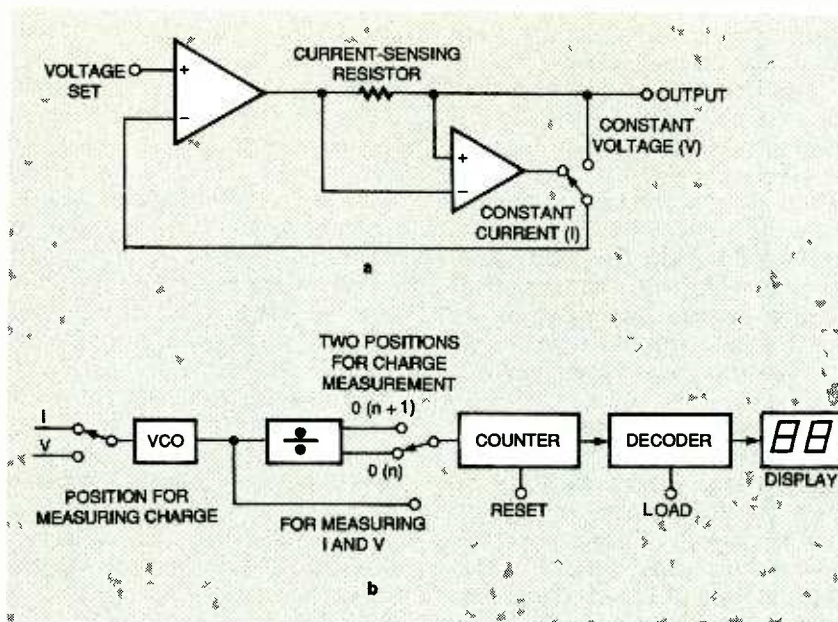 VOLTAGE
SET
+
−
CURRENT-SENSING
RESISTOR
OUTPUT
CONSTANT
VOLTAGE (V)
+
−
CONSTANT
CURRENT (I)
a
TWO POSITIONS
FOR CHARGE
MEASUREMENT
I
V
VCO
÷
0 (n + 1)
0 (n)
COUNTER
DECODER
88
DISPLAY
POSITION FOR
MEASURING CHARGE
FOR MEASURING
I AND V
RESET
LOAD
b